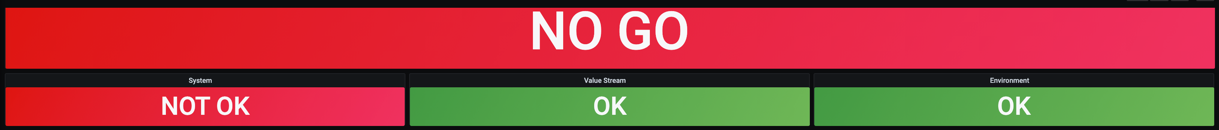 NO GO
System
Value Stream
Environment
NOT OK
OK
OK